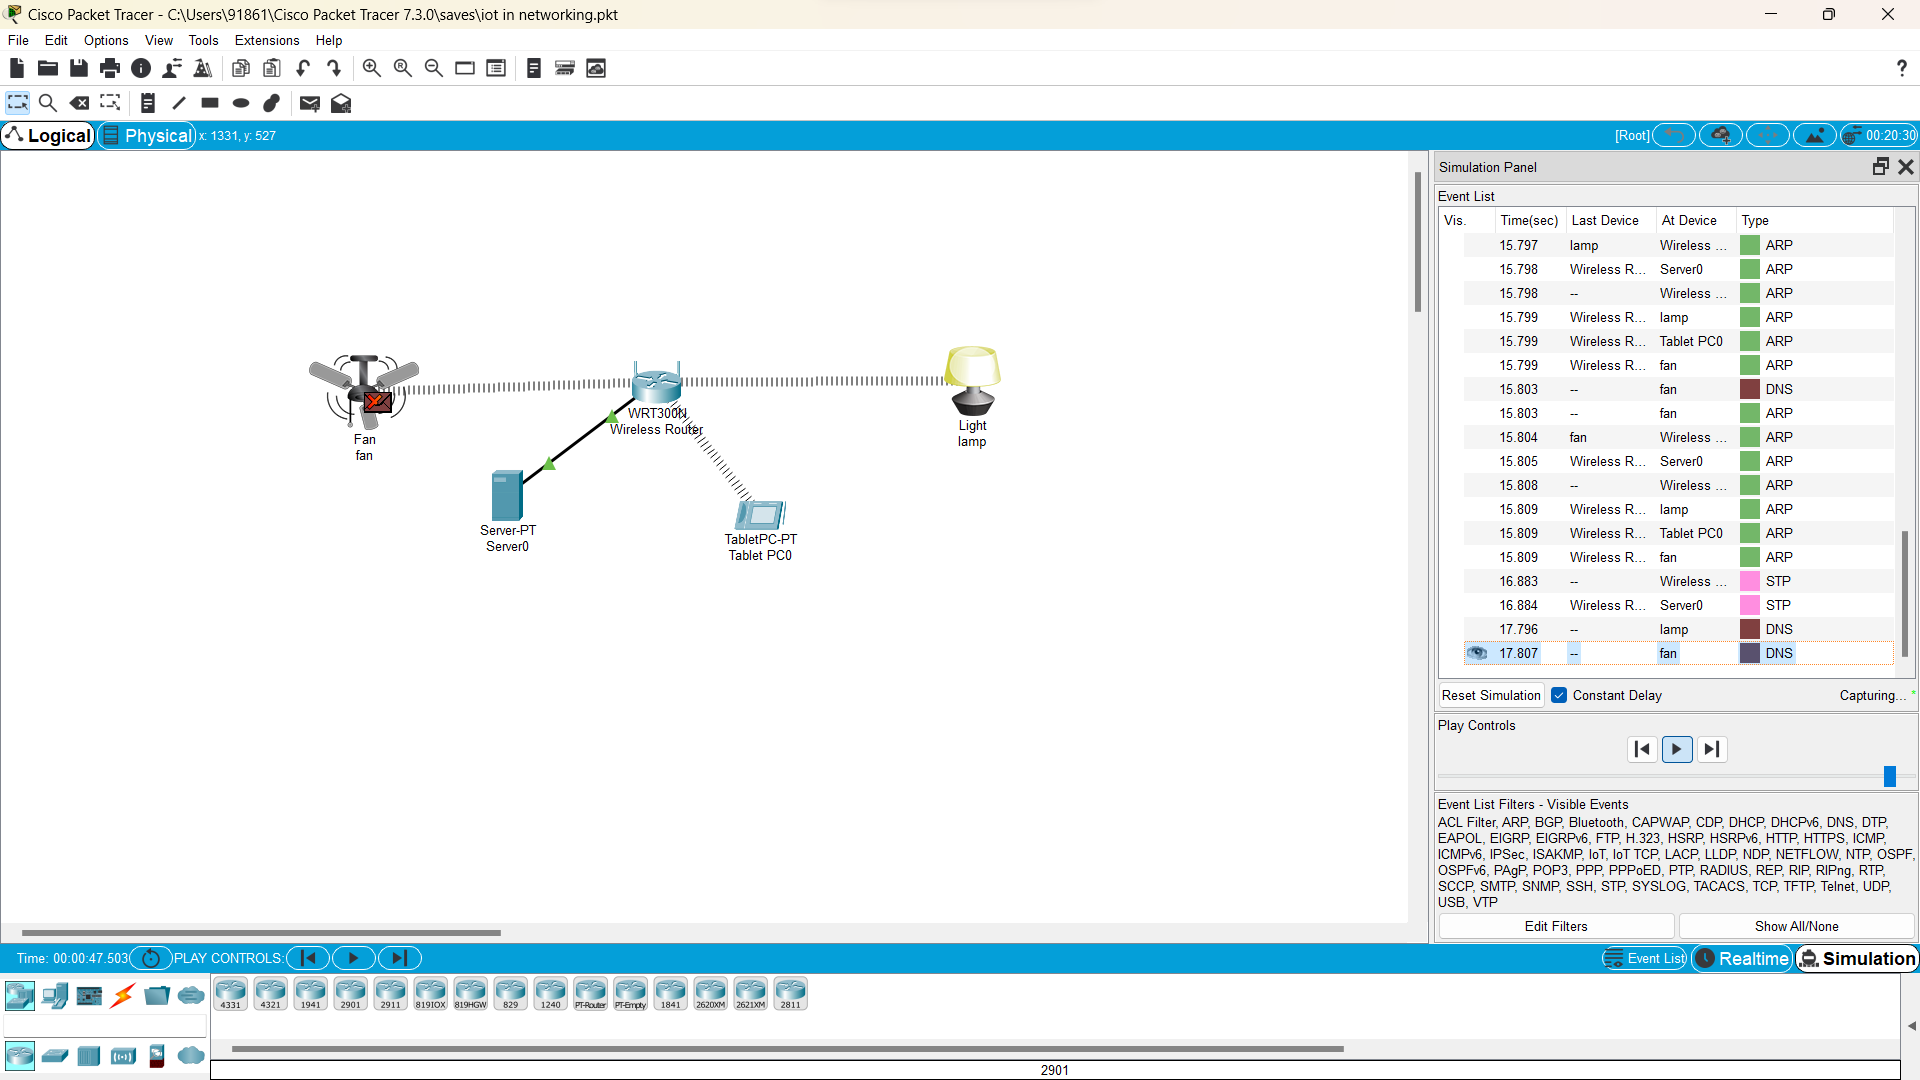 Cisco Packet Tracer - C:\Users\91861\Cisco Packet Tracer 7.3.0\saves\iot in networking.pkt
File Edit Options View Tools Extensions Help
?
Logical Physical x: 1331, y: 527 [Root] 00:20:30
Simulation Panel
Event List
Vis. Time(sec) Last Device At Device Type
15.797 lamp Wireless ... ARP
15.798 Wireless R... Server0 ARP
15.798 -- Wireless ... ARP
15.799 Wireless R... lamp ARP
15.799 Wireless R... Tablet PC0 ARP
15.799 Wireless R... fan ARP
15.803 -- fan DNS
15.803 -- fan ARP
15.804 fan Wireless ... ARP
15.805 Wireless R... Server0 ARP
15.808 -- Wireless ... ARP
15.809 Wireless R... lamp ARP
15.809 Wireless R... Tablet PC0 ARP
15.809 Wireless R... fan ARP
16.883 -- Wireless ... STP
16.884 Wireless R... Server0 STP
17.796 -- lamp DNS
17.807 -- fan DNS
Fan
fan
WRT300N
Wireless Router
Light
lamp
Server-PT
Server0
TabletPC-PT
Tablet PC0
Reset Simulation Constant Delay Capturing... *
Play Controls
Event List Filters - Visible Events
ACL Filter, ARP, BGP, Bluetooth, CAPWAP, CDP, DHCP, DHCPv6, DNS, DTP,
EAPOL, EIGRP, EIGRPv6, FTP, H.323, HSRP, HSRPv6, HTTP, HTTPS, ICMP,
ICMPv6, IPSec, ISAKMP, IoT, IoT TCP, LACP, LLDP, NDP, NETFLOW, NTP, OSPF,
OSPFv6, PAgP, POP3, PPP, PPPoED, PTP, RADIUS, REP, RIP, RIPng, RTP,
SCCP, SMTP, SNMP, SSH, STP, SYSLOG, TACACS, TCP, TFTP, Telnet, UDP,
USB, VTP
Edit Filters Show All/None
Time: 00:00:47.503 PLAY CONTROLS: Event List Realtime Simulation
4331 4321 1941 2901 2911 819IOX 819HGW 829 1240 PT-Router PT-Empty 1841 2620XM 2621XM 2811
2901